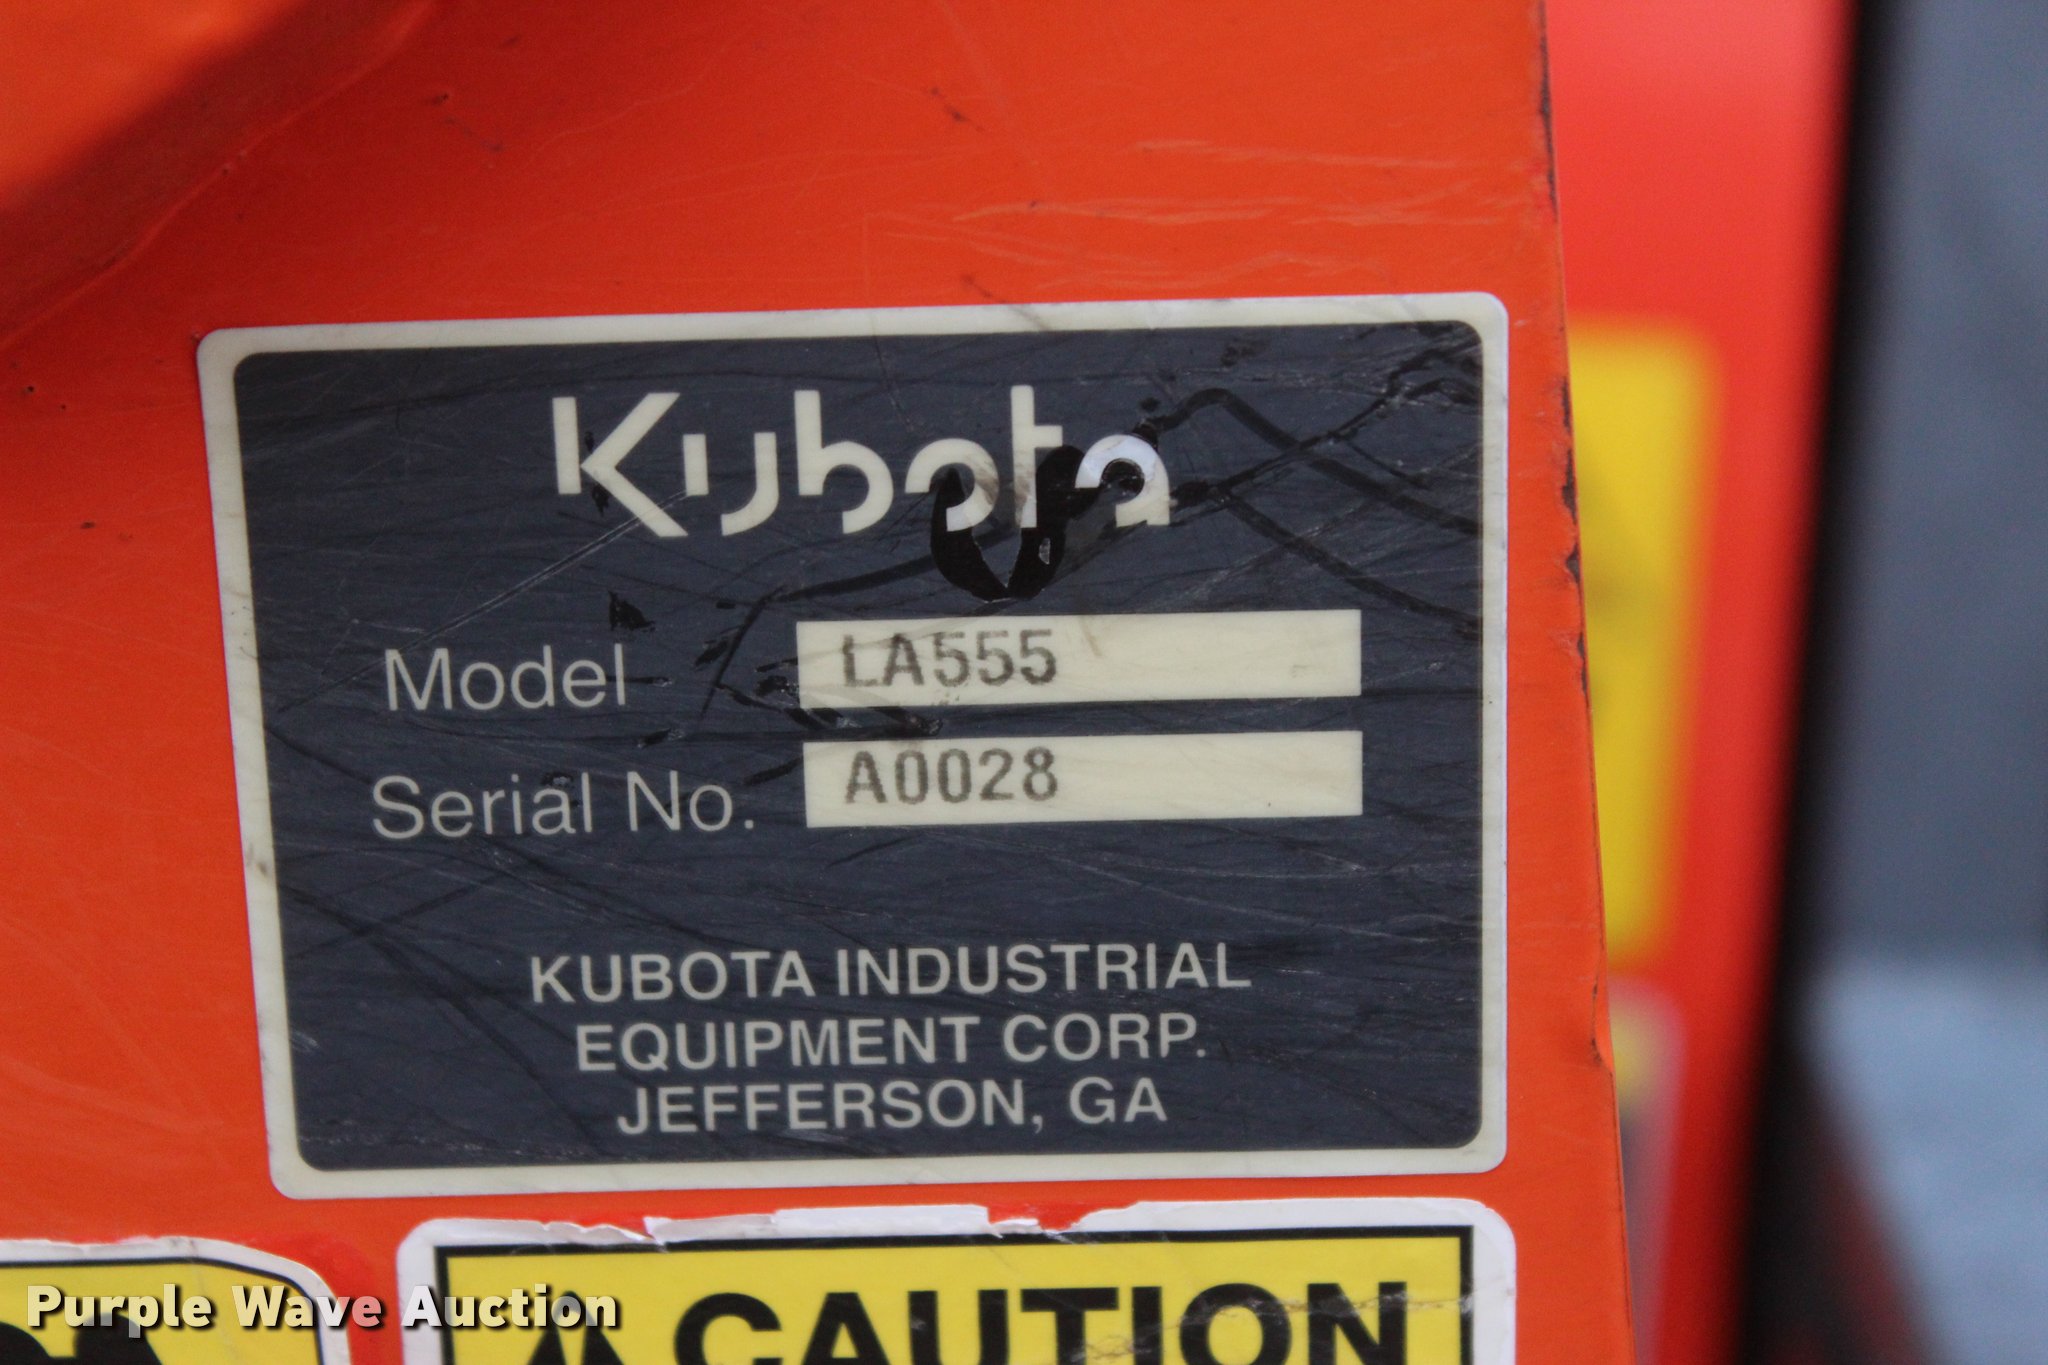 Kubota
Model LA555
Serial No. A0028
KUBOTA INDUSTRIAL
EQUIPMENT CORP.
JEFFERSON, GA
CAUTION
Purple Wave Auction